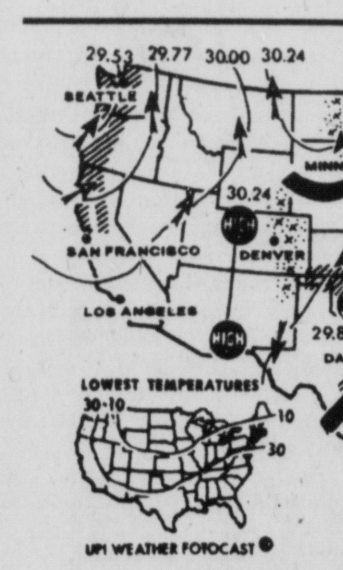 29.53 29.77 30.00 30.24
SEATTLE
MINN
30.24
HIGH
SAN FRANCISCO
DENVER
LOS ANGELES
HIGH
29.8
DA
LOWEST TEMPERATURES
30 -10
10
30
UPI WEATHER FOTOCAST ©